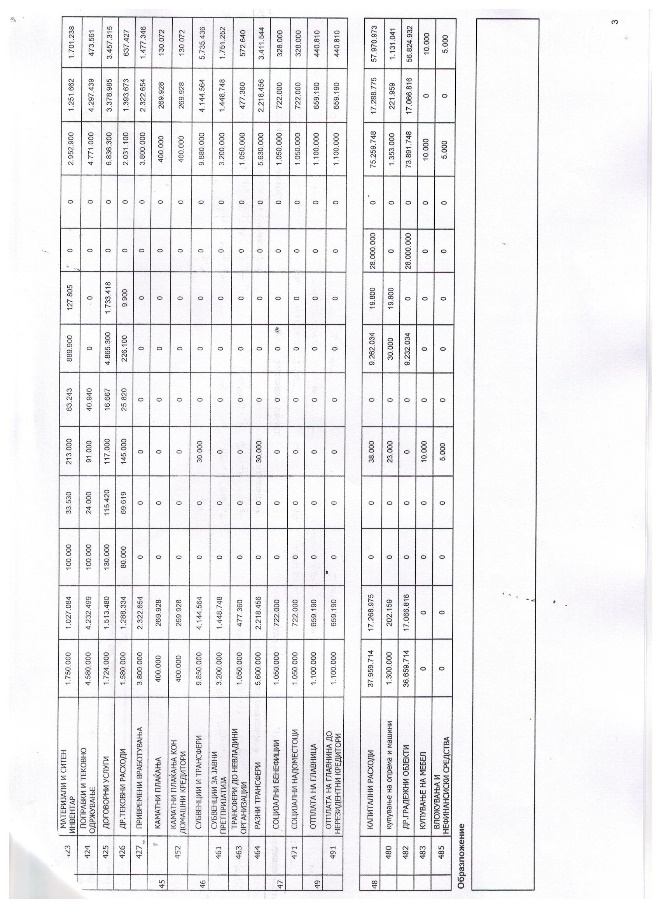 423 МАТЕРИЈАЛИ И СИТЕН ИНВЕНТАР 1.750.000 1.027.084 100.000 33.530 213.000 63.243 889.900 127.805 0 0 2.952.900 1.251.662 1.701.238
424 ПОПРАВКИ И ТЕКОВНО ОДРЖУВАЊЕ 4.580.000 4.232.499 100.000 24.000 91.000 40.940 0 0 0 0 4.771.000 4.297.439 473.561
425 ДОГОВОРНИ УСЛУГИ 1.724.000 1.513.480 130.000 115.420 117.000 16.667 4.865.300 1.733.418 0 0 6.836.300 3.378.985 3.457.315
426 ДР.ТЕКОВНИ РАСХОДИ 1.580.000 1.288.334 80.000 69.619 145.000 25.820 226.100 9.900 0 0 2.031.100 1.393.673 637.427
427 ПРИВРЕМЕНИ ВРАБОТУВАЊА 3.800.000 2.322.654 0 0 0 0 0 0 0 0 3.800.000 2.322.654 1.477.346
45 КАМАТНИ ПЛАЌАЊА 400.000 269.928 0 0 0 0 0 0 0 0 400.000 269.928 130.072
452 КАМАТНИ ПЛАЌАЊА КОН ДОМАШНИ КРЕДИТОРИ 400.000 269.928 0 0 0 0 0 0 0 0 400.000 269.928 130.072
46 СУБВЕНЦИИ И ТРАНСФЕРИ 9.850.000 4.144.564 0 0 30.000 0 0 0 0 0 9.880.000 4.144.564 5.735.436
461 СУБВЕНЦИИ ЗА ЈАВНИ ПРЕТПРИЈАТИЈА 3.200.000 1.448.748 0 0 0 0 0 0 0 0 3.200.000 1.448.748 1.751.252
463 ТРАНСФЕРИ ДО НЕВЛАДИНИ ОРГАНИЗАЦИИ 1.050.000 477.360 0 0 0 0 0 0 0 0 1.050.000 477.360 572.640
464 РАЗНИ ТРАНСФЕРИ 5.600.000 2.218.456 0 0 30.000 0 0 0 0 0 5.630.000 2.218.456 3.411.544
47 СОЦИЈАЛНИ БЕНЕФИЦИИ 1.050.000 722.000 0 0 0 0 0 0 0 0 1.050.000 722.000 328.000
471 СОЦИЈАЛНИ НАДОМЕСТОЦИ 1.050.000 722.000 0 0 0 0 0 0 0 0 1.050.000 722.000 328.000
49 ОТПЛАТА НА ГЛАВНИЦА 1.100.000 659.190 0 0 0 0 0 0 0 0 1.100.000 659.190 440.810
491 ОТПЛАТА НА ГЛАВНИНА ДО НЕРЕЗИДЕНТНИ КРЕДИТОРИ 1.100.000 659.190 0 0 0 0 0 0 0 0 1.100.000 659.190 440.810
48 КАПИТАЛНИ РАСХОДИ 37.959.714 17.268.975 0 0 38.000 0 9.262.034 19.800 28.000.000 0 75.259.748 17.288.775 57.970.973
480 купување на опрема и машини 1.300.000 202.159 0 0 23.000 0 30.000 19.800 0 0 1.353.000 221.959 1.131.041
482 ДР.ГРАДЕЖНИ ОБЈЕКТИ 36.659.714 17.066.816 0 0 0 0 9.232.034 0 28.000.000 0 73.891.748 17.066.816 56.824.932
483 КУПУВАЊЕ НА МЕБЕЛ 0 0 0 0 10.000 0 0 0 0 0 10.000 0 10.000
485 ВЛОЖУВАЊА И НЕФИНАНСИСКИ СРЕДСТВА 0 0 0 0 5.000 0 0 0 0 0 5.000 0 5.000
Образложение
3